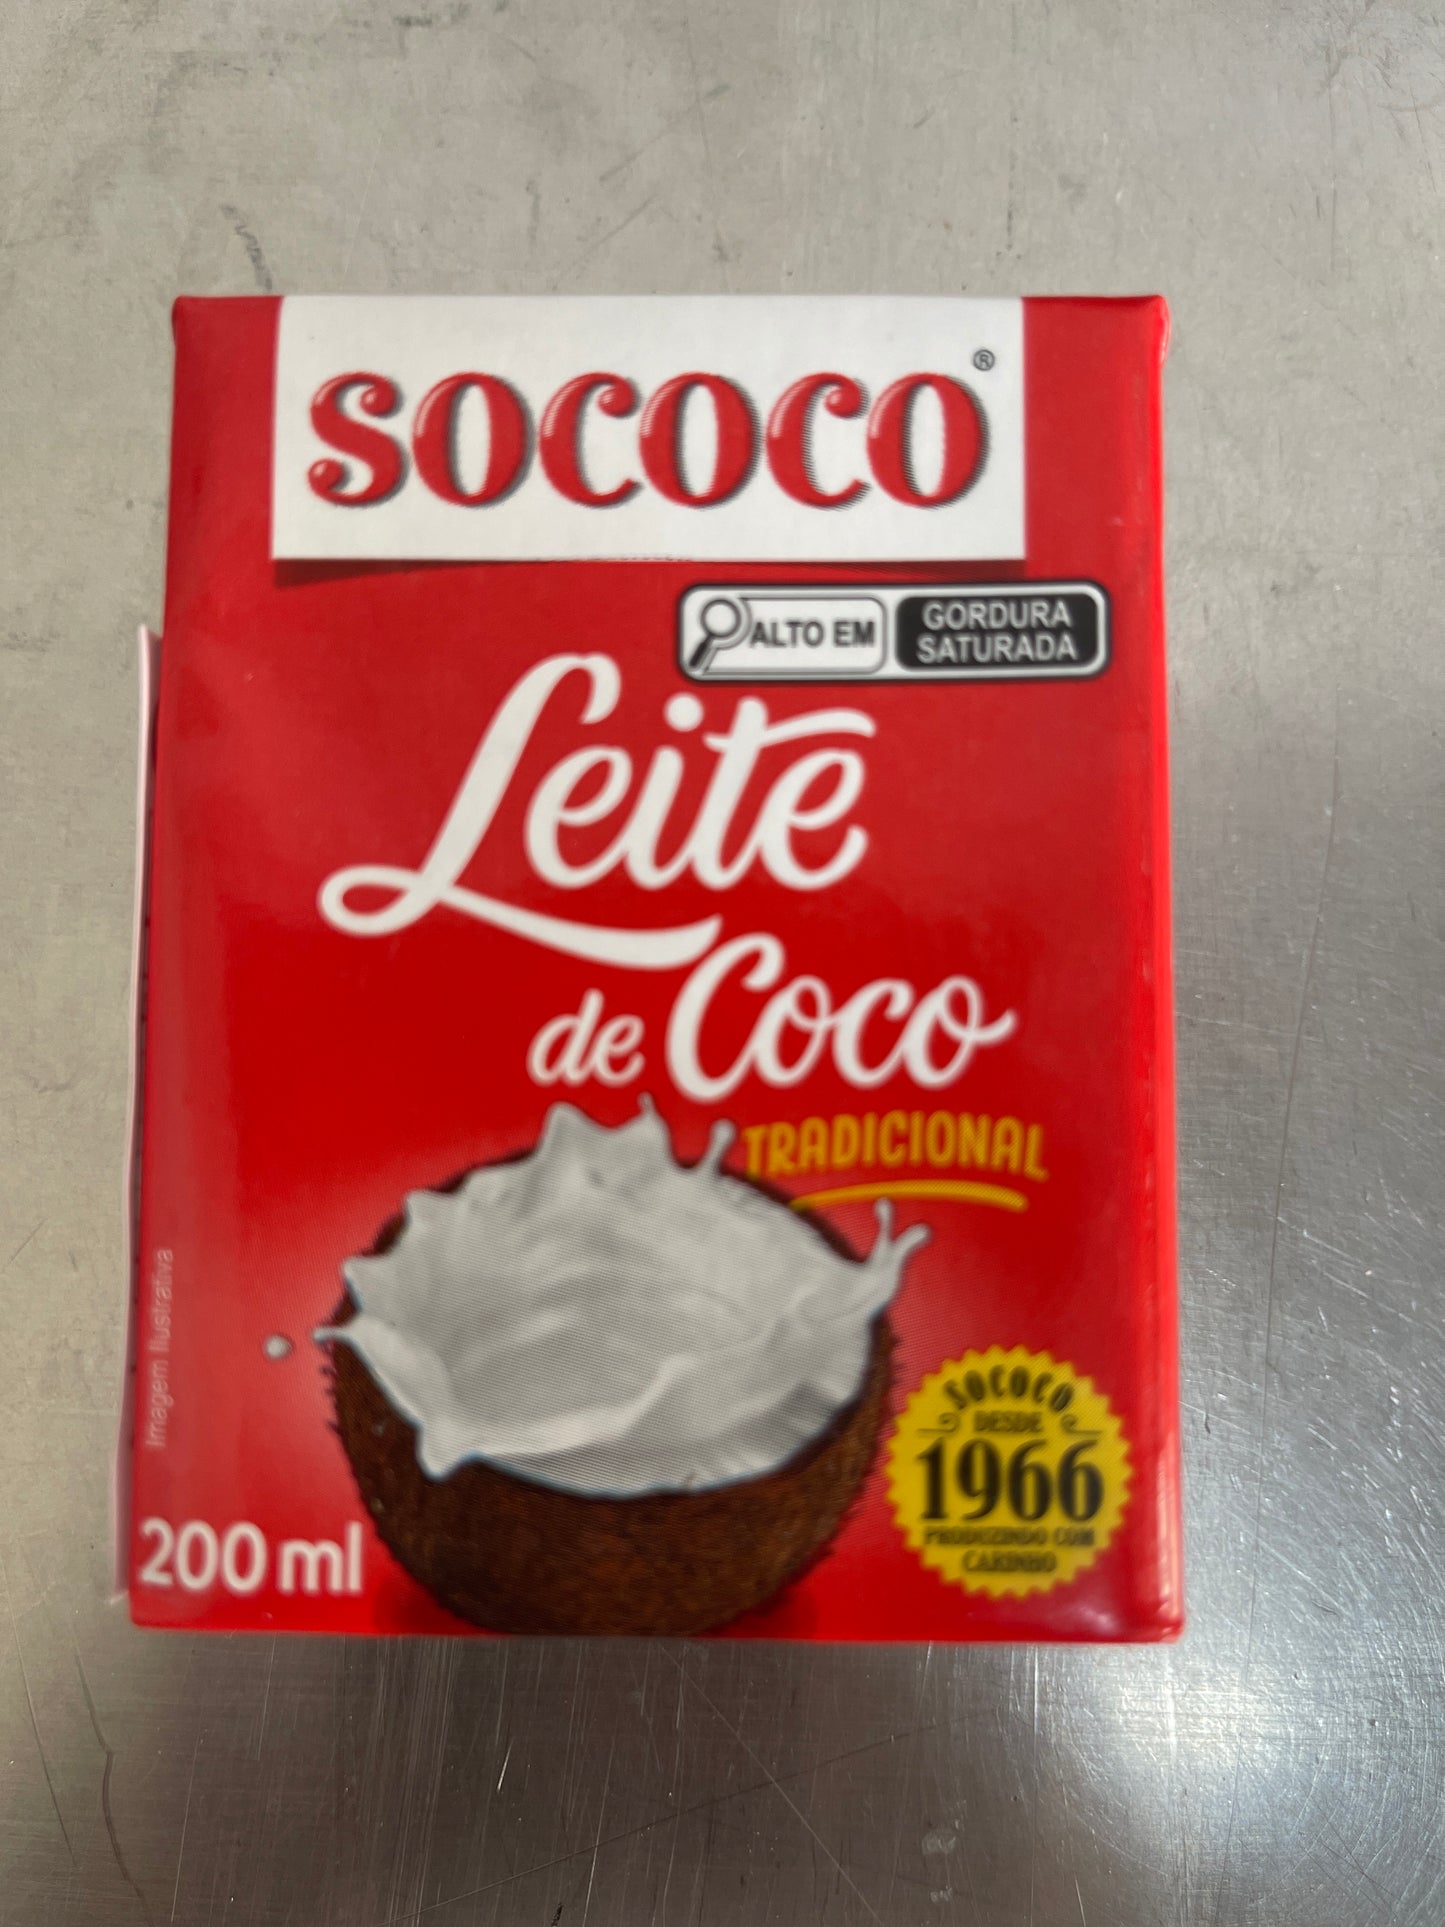 SOCOCO®
ALTO EM
GORDURA
SATURADA
Leite
de Coco
TRADICIONAL
Imagem Ilustrativa
SOCOCO
DESDE
1966
PRODUZINDO COM
CARINHO
200 ml